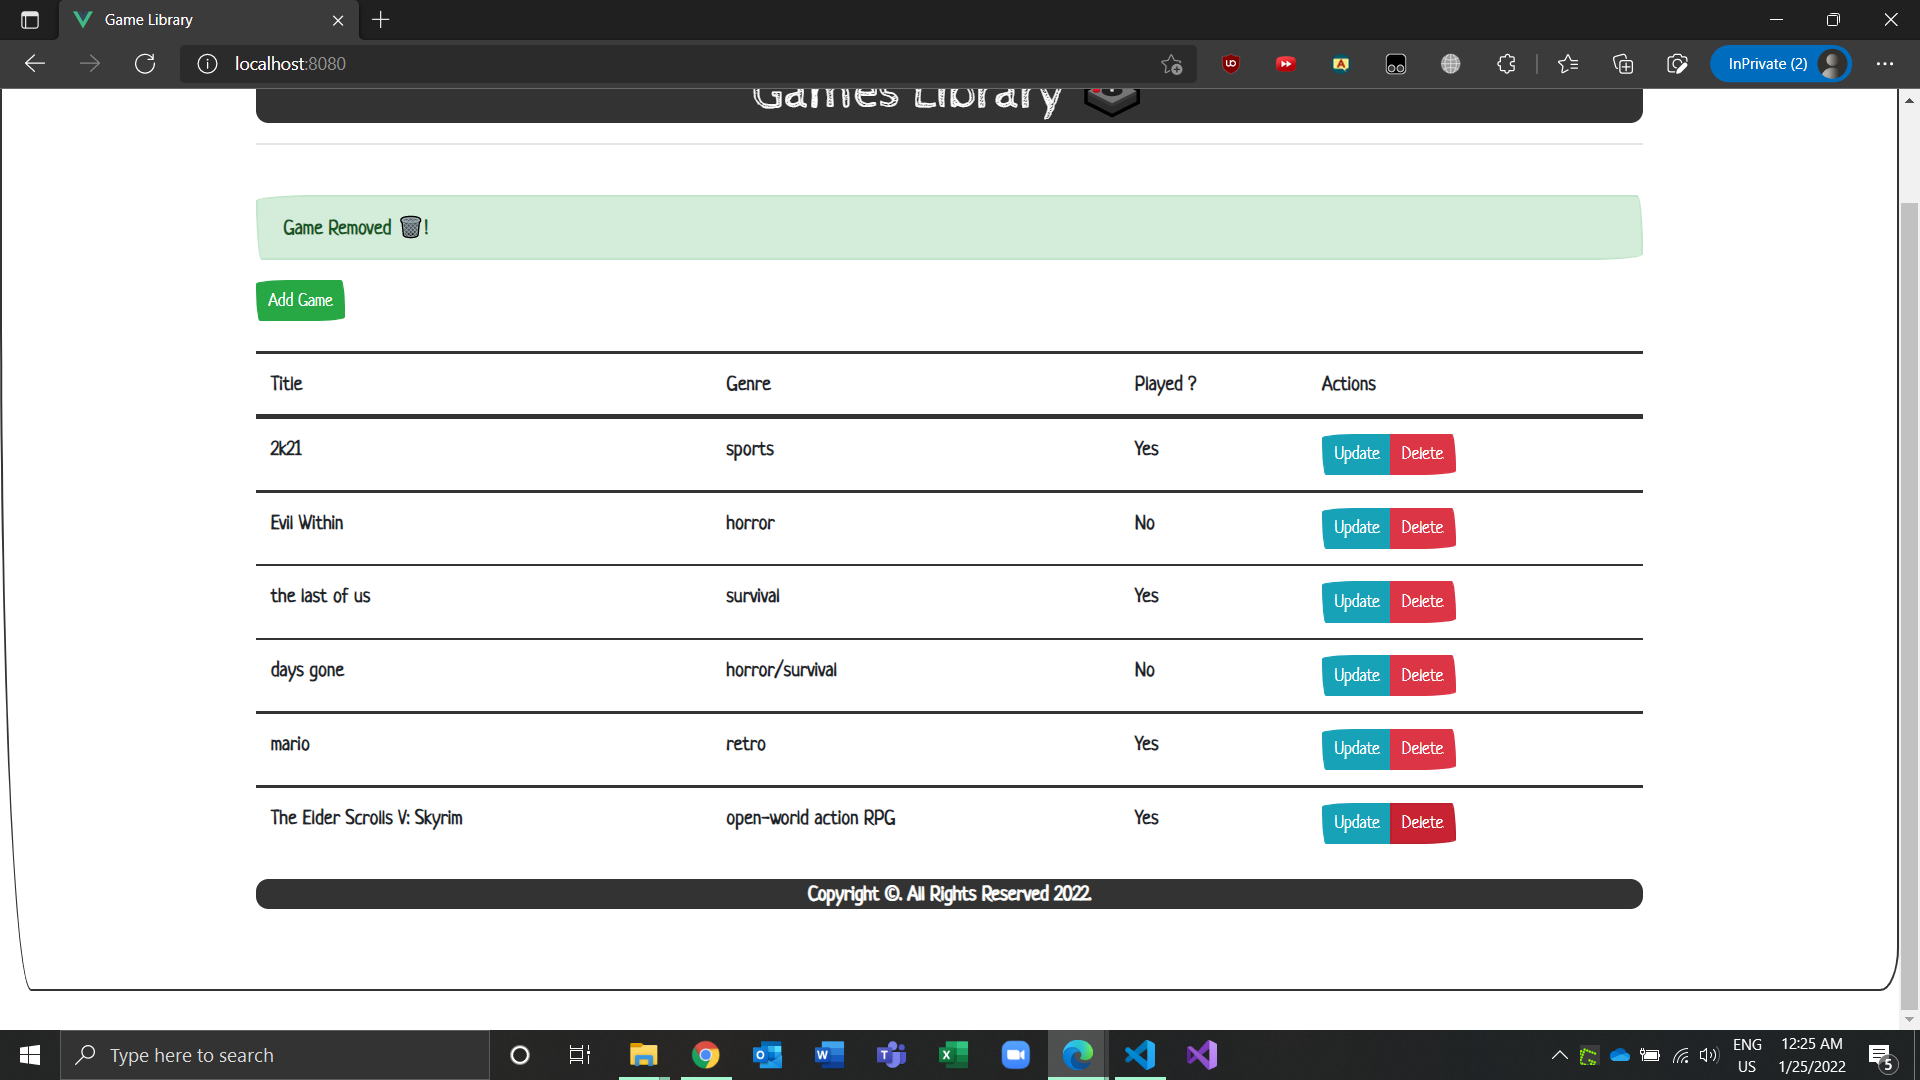 Game Library
localhost:8080
InPrivate (2)
Games Library
Game Removed 🗑!
Add Game
Title Genre Played ? Actions
2k21 sports Yes Update Delete
Evil Within horror No Update Delete
the last of us survival Yes Update Delete
days gone horror/survival No Update Delete
mario retro Yes Update Delete
The Elder Scrolls V: Skyrim open-world action RPG Yes Update Delete
Copyright ©. All Rights Reserved 2022.
Type here to search
ENG
US
12:25 AM
1/25/2022
5